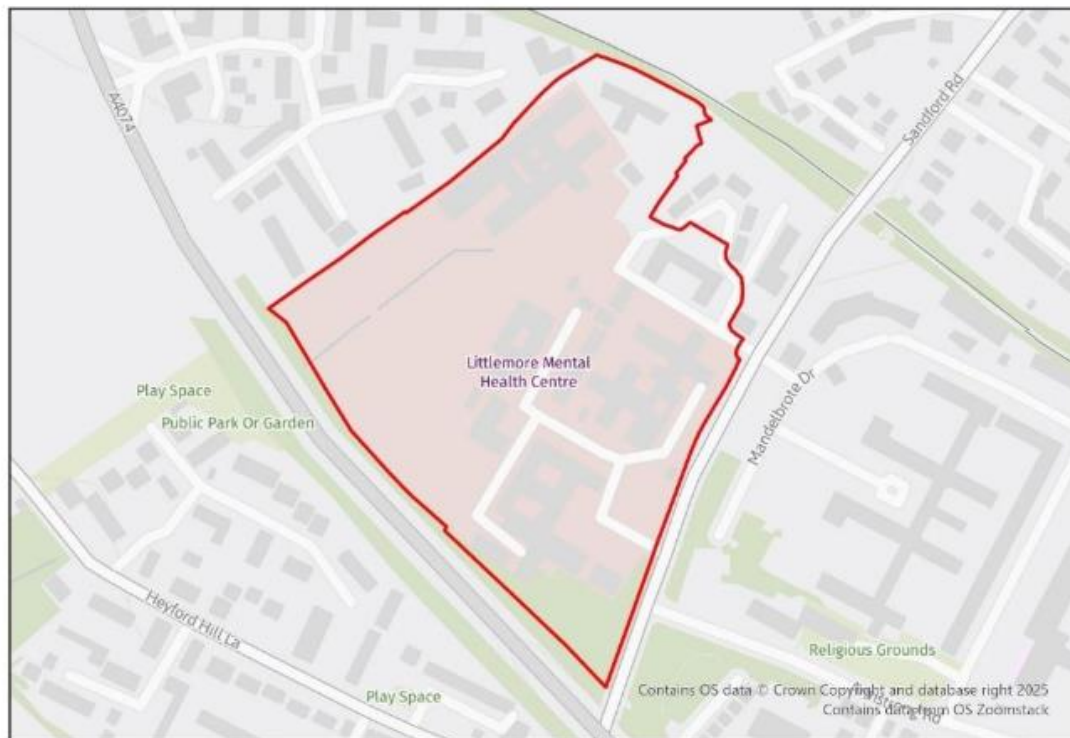 A4074
Sandford Rd
Littlemore Mental
Health Centre
Play Space
Public Park Or Garden
Mandelbrote Dr
Heyford Hill La
Religious Grounds
Play Space
Contains OS data © Crown Copyright and database right 2025
Contains data from OS Zoomstack
Rd